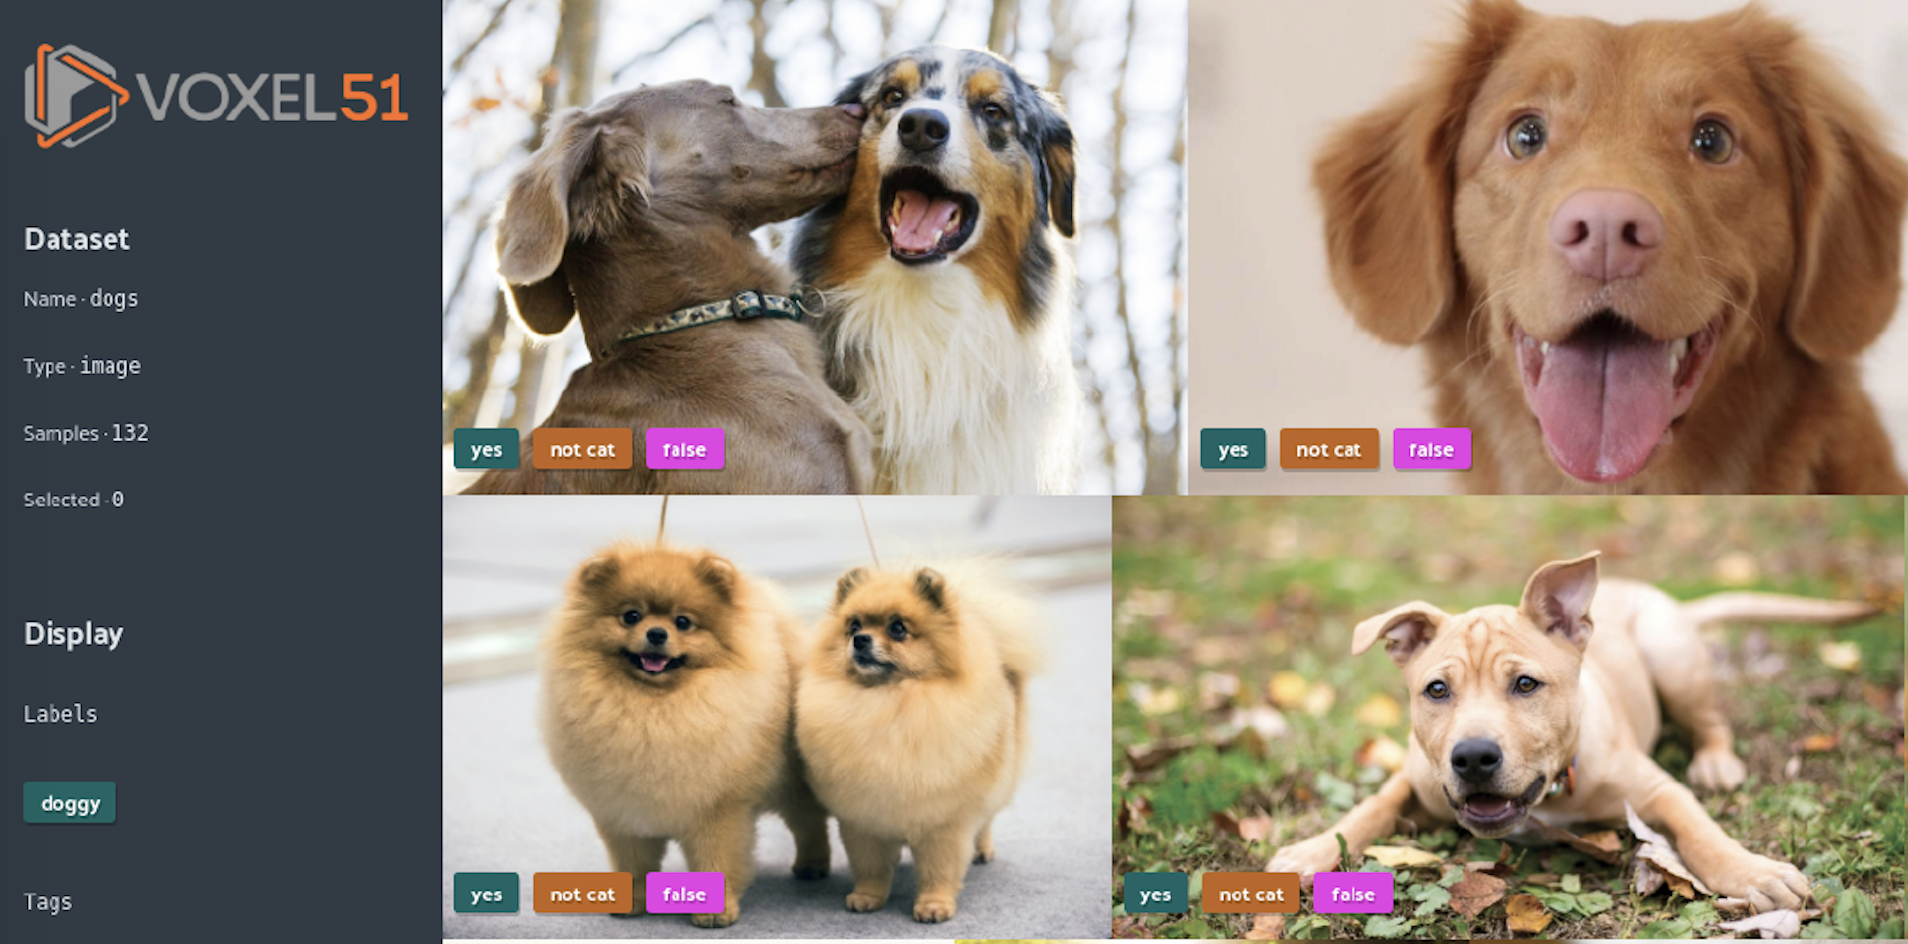 VOXEL51
Dataset
Name · dogs
Type · image
Samples · 132
Selected · 0
Display
Labels
doggy
Tags
yes not cat false
yes not cat false
yes not cat false
yes not cat false